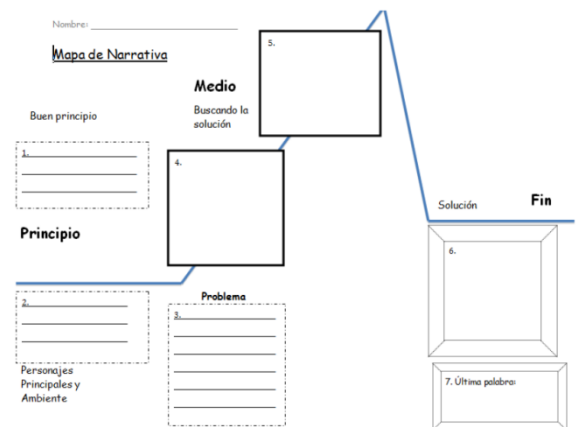 Nombre:
Mapa de Narrativa
5.
Medio
Buscando la
solución
Buen principio
1.
4.
Principio
Solución
Fin
6.
2.
Problema
3.
Personajes
Principales y
Ambiente
7. Última palabra: